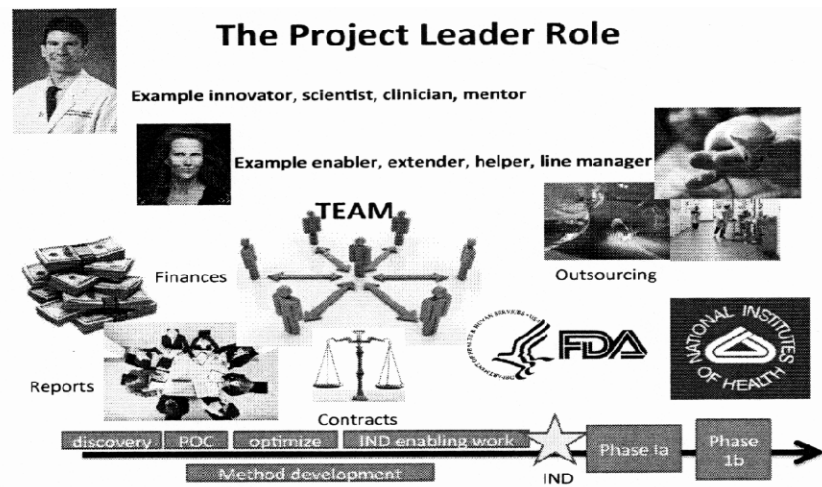 The Project Leader Role
Example innovator, scientist, clinician, mentor
Example enabler, extender, helper, line manager
TEAM
Finances
Outsourcing
FDA
NATIONAL INSTITUTES OF HEALTH
Reports
Contracts
discovery POC optimize IND enabling work
Phase Ia
Phase 1b
Method development
IND